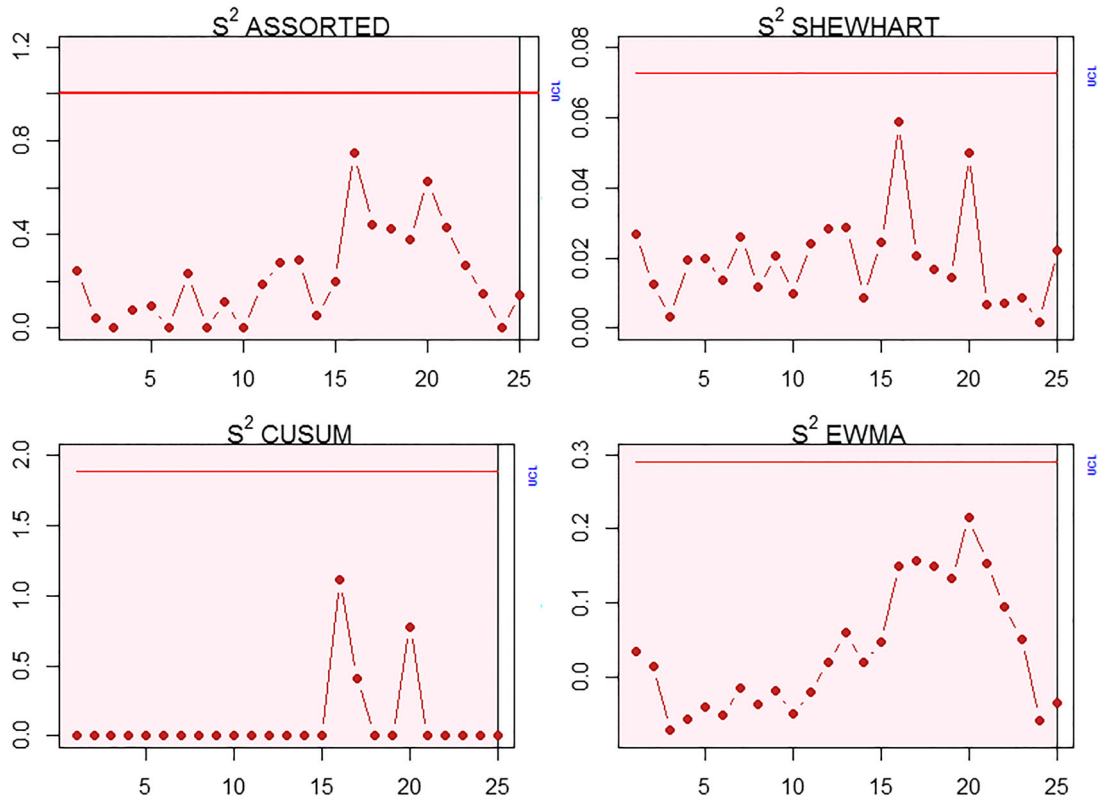 S² ASSORTED
1.2
0.8
0.4
0.0
UCL
5 10 15 20 25
S² SHEWHART
0.08
0.06
0.04
0.02
0.00
UCL
5 10 15 20 25
S² CUSUM
2.0
1.5
1.0
0.5
0.0
UCL
5 10 15 20 25
S² EWMA
0.3
0.2
0.1
0.0
UCL
5 10 15 20 25